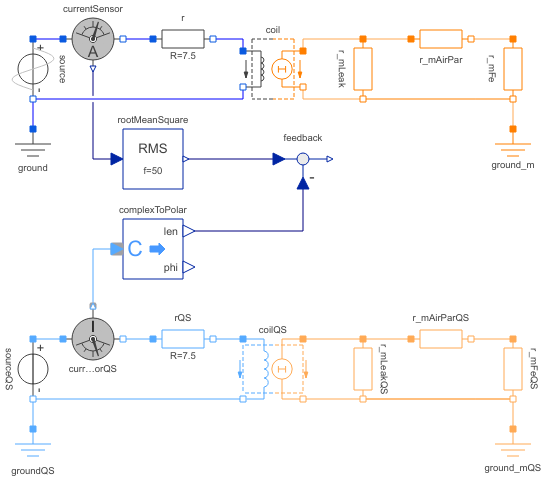 currentSensor
r
coil
+
source
A
R=7.5
r_mLeak
r_mAirPar
r_mFe
-
ground
ground_m
rootMeanSquare
RMS
f=50
feedback
-
complexToPolar
len
C
phi
I
rQS
coilQS
r_mAirParQS
+
sourceQS
curr...orQS
R=7.5
r_mLeakQS
r_mFeQS
-
groundQS
ground_mQS